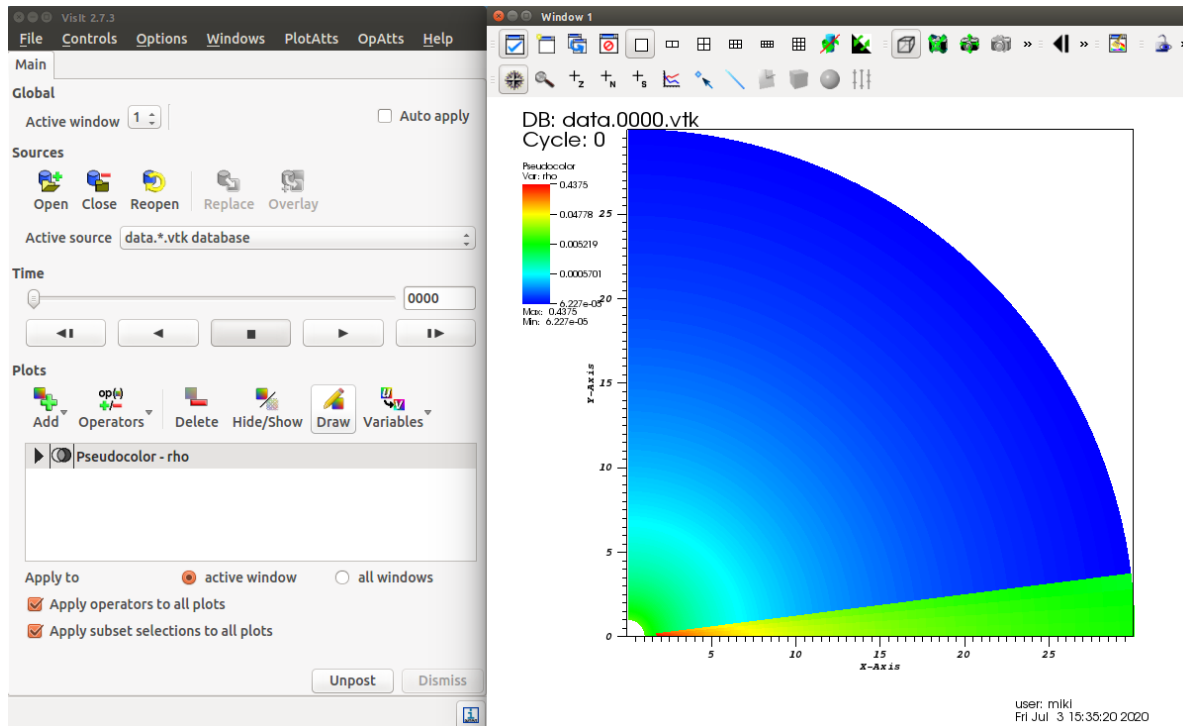 VisIt 2.7.3
File Controls Options Windows PlotAtts OpAtts Help
Main
Global
Active window 1
Auto apply
Sources
Open Close Reopen Replace Overlay
Active source data.*.vtk database
Time
0000
Plots
op(=)
+/-
Add Operators Delete Hide/Show Draw Variables
Pseudocolor - rho
Apply to active window all windows
Apply operators to all plots
Apply subset selections to all plots
Unpost Dismiss
Window 1
+z +N +s
DB: data.0000.vtk
Cycle: 0
Pseudocolor
Var: rho
0.4375
0.04778
0.005219
0.0005701
6.227e-05
Max: 0.4375
Min: 6.227e-05
25
20
15
10
5
0
Y-Axis
5 10 15 20 25
X-Axis
user: miki
Fri Jul 3 15:35:20 2020